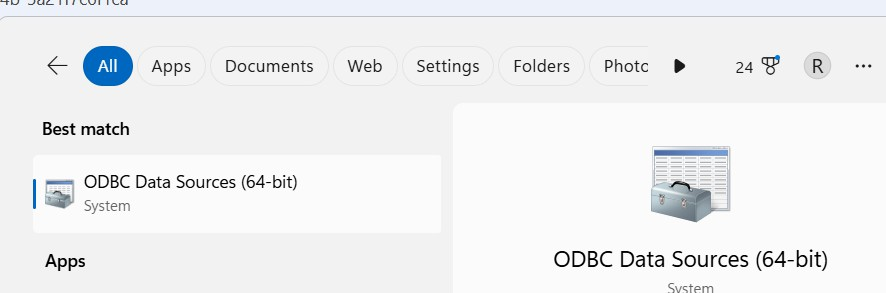 All Apps Documents Web Settings Folders Photo 24 R ...
Best match
ODBC Data Sources (64-bit)
System
Apps
ODBC Data Sources (64-bit)
System